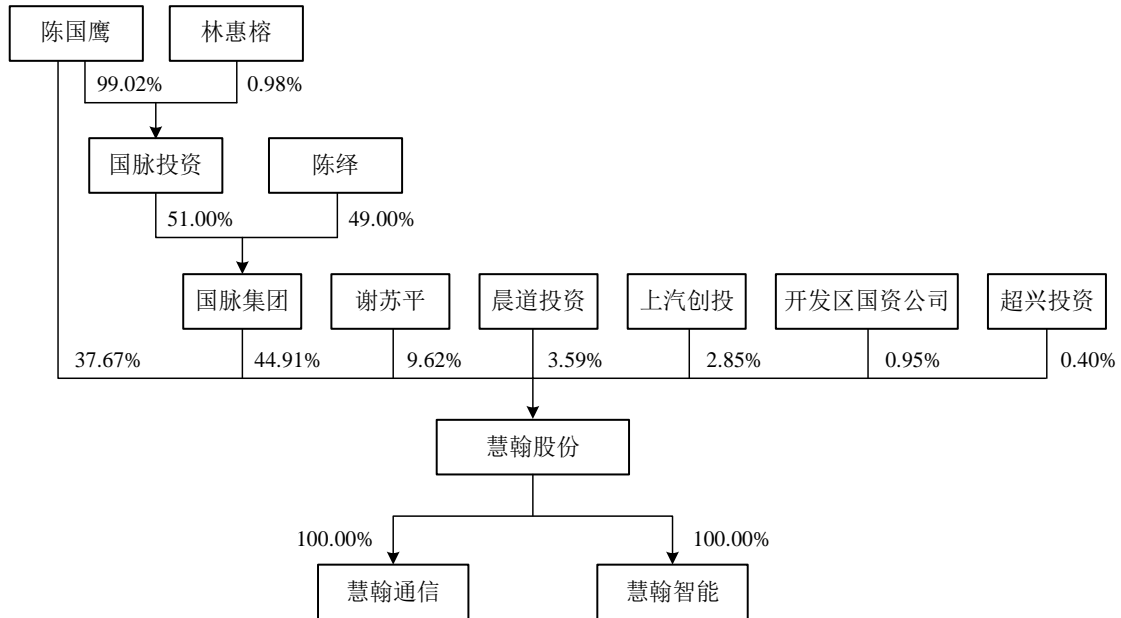 陈国鹰
林惠榕
99.02%
0.98%
国脉投资
陈绎
51.00%
49.00%
国脉集团
谢苏平
晨道投资
上汽创投
开发区国资公司
超兴投资
37.67%
44.91%
9.62%
3.59%
2.85%
0.95%
0.40%
慧翰股份
100.00%
100.00%
慧翰通信
慧翰智能